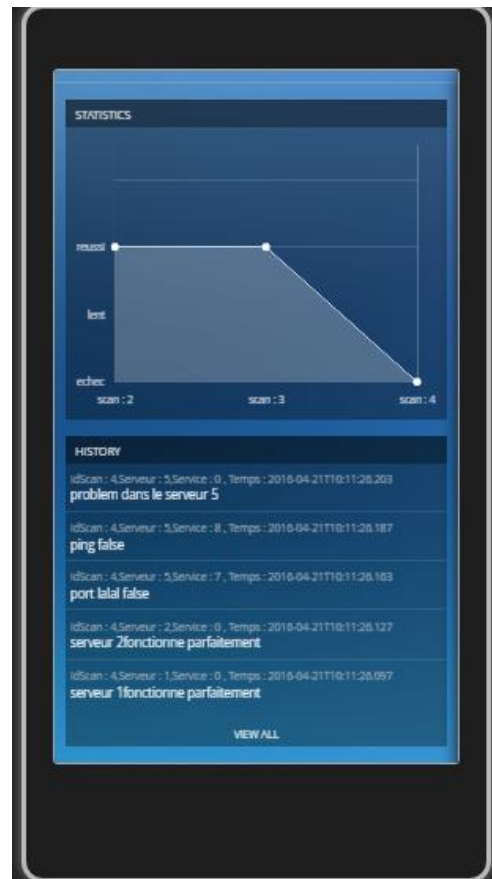 STATISTICS
reussi
lent
echec
scan : 2
scan : 3
scan : 4
HISTORY
idScan : 4,Serveur : 5,Service : 0 , Temps : 2016-04-21T10:11:26.203
problem dans le serveur 5
idScan : 4,Serveur : 5,Service : 8 , Temps : 2016-04-21T10:11:26.187
ping false
idScan : 4,Serveur : 5,Service : 7 , Temps : 2016-04-21T10:11:26.163
port lalal false
idScan : 4,Serveur : 2,Service : 0 , Temps : 2016-04-21T10:11:26.127
serveur 2fonctionne parfaitement
idScan : 4,Serveur : 1,Service : 0 , Temps : 2016-04-21T10:11:26.097
serveur 1fonctionne parfaitement
VIEW ALL